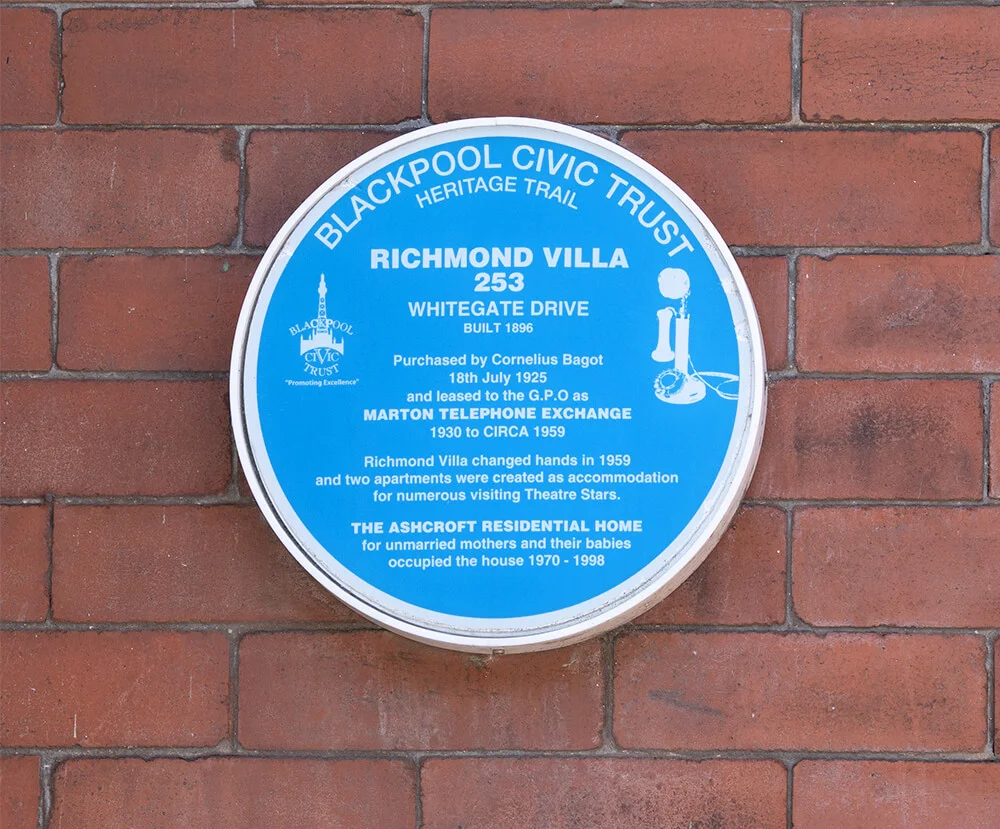 BLACKPOOL CIVIC TRUST
HERITAGE TRAIL
RICHMOND VILLA
253
WHITEGATE DRIVE
BUILT 1896
BLACKPOOL
CIVIC
TRUST
"Promoting Excellence"
Purchased by Cornelius Bagot
18th July 1925
and leased to the G.P.O as
MARTON TELEPHONE EXCHANGE
1930 to CIRCA 1959
Richmond Villa changed hands in 1959
and two apartments were created as accommodation
for numerous visiting Theatre Stars.
THE ASHCROFT RESIDENTIAL HOME
for unmarried mothers and their babies
occupied the house 1970 - 1998